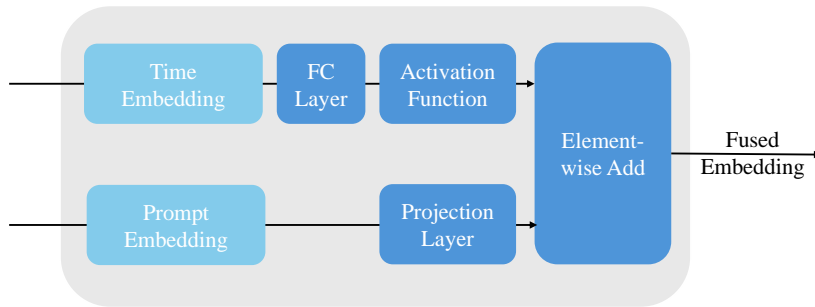 Time
Embedding
FC
Layer
Activation
Function
Element-
wise Add
Fused
Embedding
Prompt
Embedding
Projection
Layer